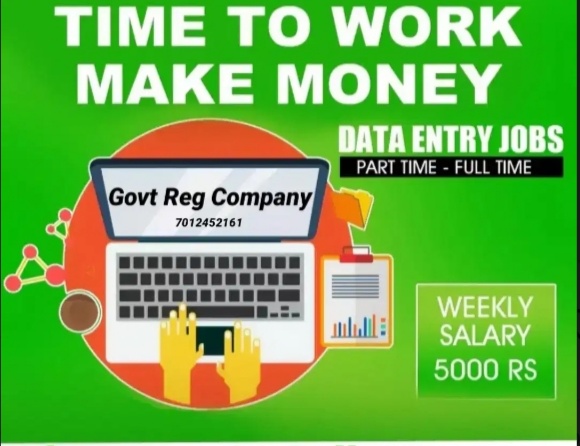 TIME TO WORK
MAKE MONEY
DATA ENTRY JOBS
PART TIME - FULL TIME
Govt Reg Company
7012452161
WEEKLY
SALARY
5000 RS